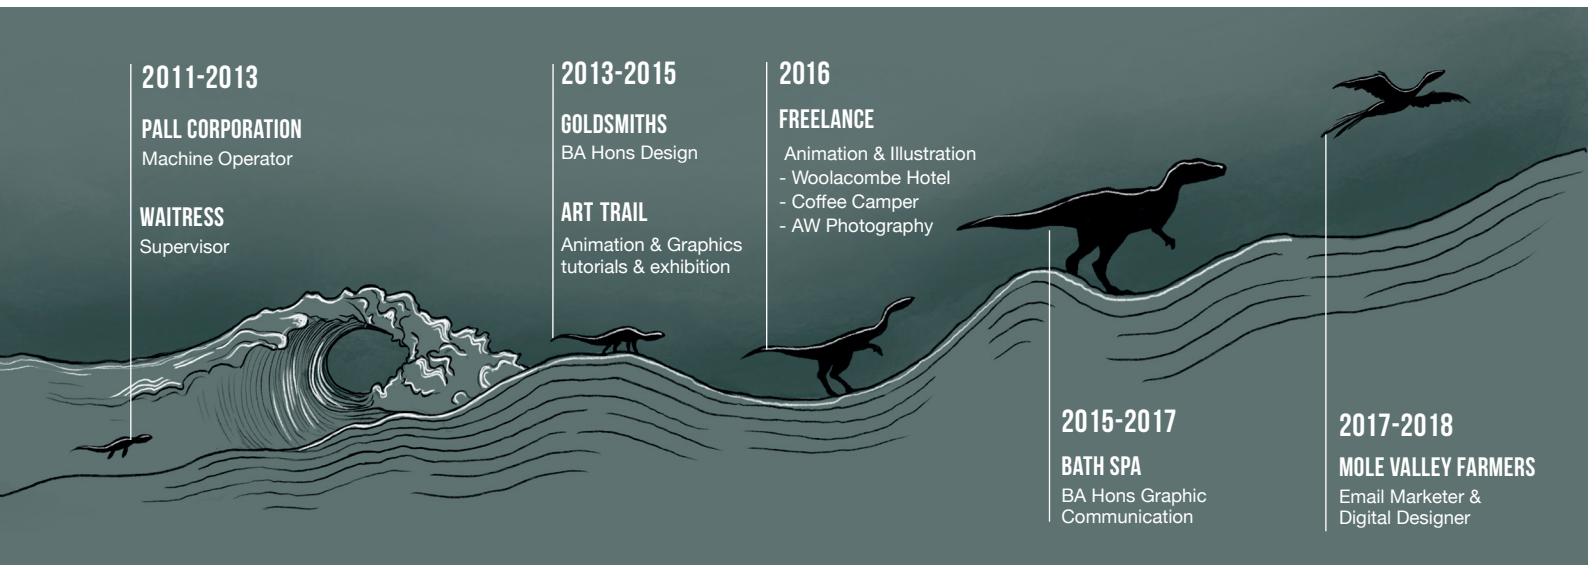 2011-2013
PALL CORPORATION
Machine Operator
WAITRESS
Supervisor
2013-2015
GOLDSMITHS
BA Hons Design
ART TRAIL
Animation & Graphics
tutorials & exhibition
2016
FREELANCE
Animation & Illustration
- Woolacombe Hotel
- Coffee Camper
- AW Photography
2015-2017
BATH SPA
BA Hons Graphic
Communication
2017-2018
MOLE VALLEY FARMERS
Email Marketer &
Digital Designer